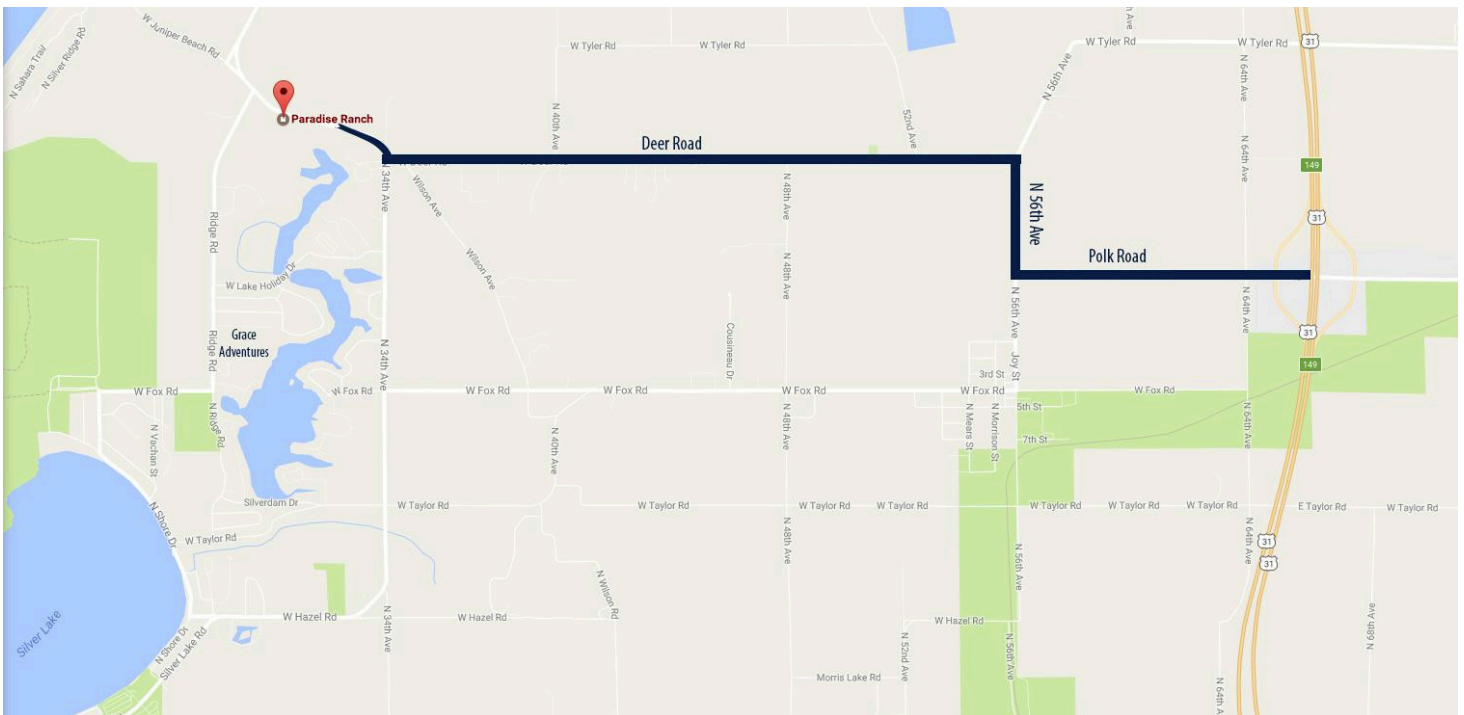 W Juniper Beach Rd
N Sahara Trail
N Silver Ridge Rd
W Tyler Rd
W Tyler Rd
N 56th Ave
W Tyler Rd
W Tyler Rd
31
Paradise Ranch
N 40th Ave
52nd Ave
N 64th Ave
Deer Road
N 34th Ave
Wilson Ave
N 48th Ave
N 64th Ave
149
Ridge Rd
N 56th Ave
31
Wilson Ave
N 48th Ave
Polk Road
W Lake Holiday Dr
N 56th Ave
N 64th Ave
Grace
Adventures
Ridge Rd
N 34th Ave
Cousineau Dr
31
Joy St
3rd St
149
W Fox Rd
W Fox Rd
W Fox Rd
W Fox Rd
W Fox Rd
W Fox Rd
W Fox Rd
N Ridge Rd
N Vachan St
N 40th Ave
N 48th Ave
N Mears St
N Morrison St
5th St
7th St
N 64th Ave
Silverdam Dr
W Taylor Rd
W Taylor Rd
W Taylor Rd
W Taylor Rd
W Taylor Rd
W Taylor Rd
W Taylor Rd
E Taylor Rd
W Taylor Rd
N Shore Dr
W Taylor Rd
N 48th Ave
N 56th Ave
N 64th Ave
31
31
N Wilson Rd
Silver Lake
W Hazel Rd
N 34th Ave
W Hazel Rd
W Hazel Rd
N 68th Ave
N Shore Dr
Silver Lake Rd
N 52nd Ave
N 56th Ave
Morris Lake Rd
N 64th A